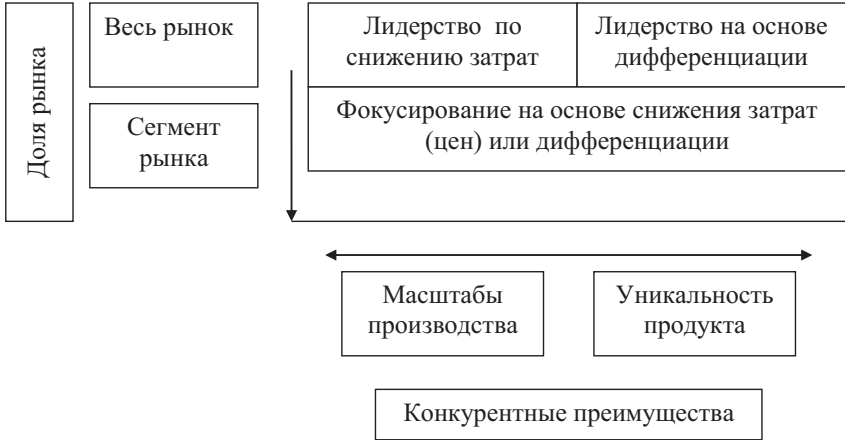 Доля рынка
Весь рынок
Лидерство по
снижению затрат
Лидерство на основе
дифференциации
Сегмент
рынка
Фокусирование на основе снижения затрат
(цен) или дифференциации
Масштабы
производства
Уникальность
продукта
Конкурентные преимущества